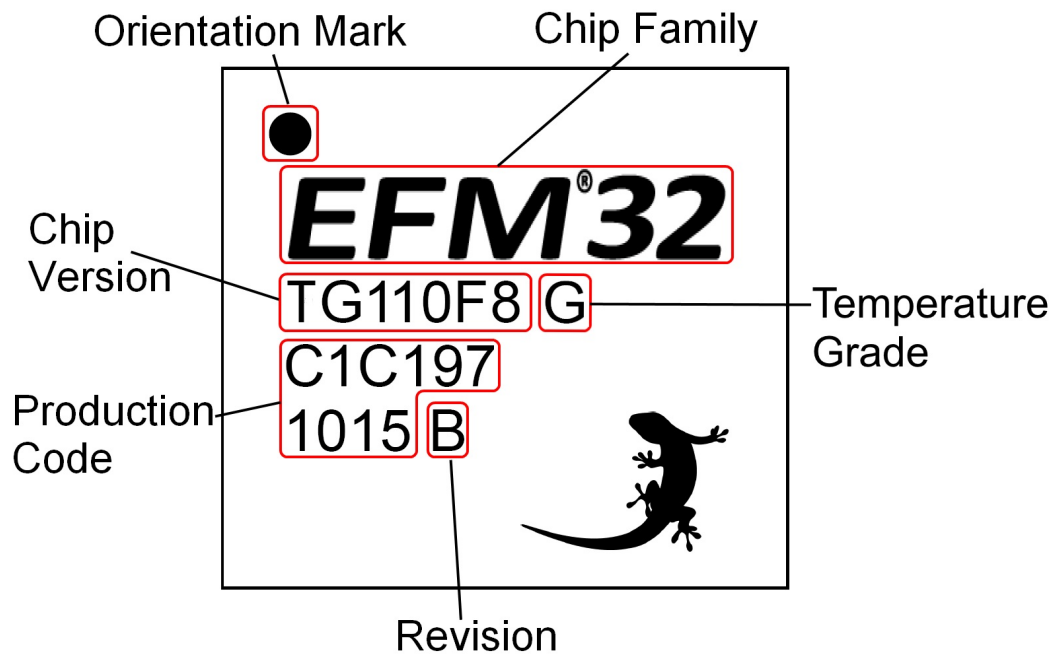 Orientation Mark
Chip Family
EFM®32
Chip
Version
TG110F8 G
Temperature
Grade
C1C197
Production
Code
1015 B
Revision